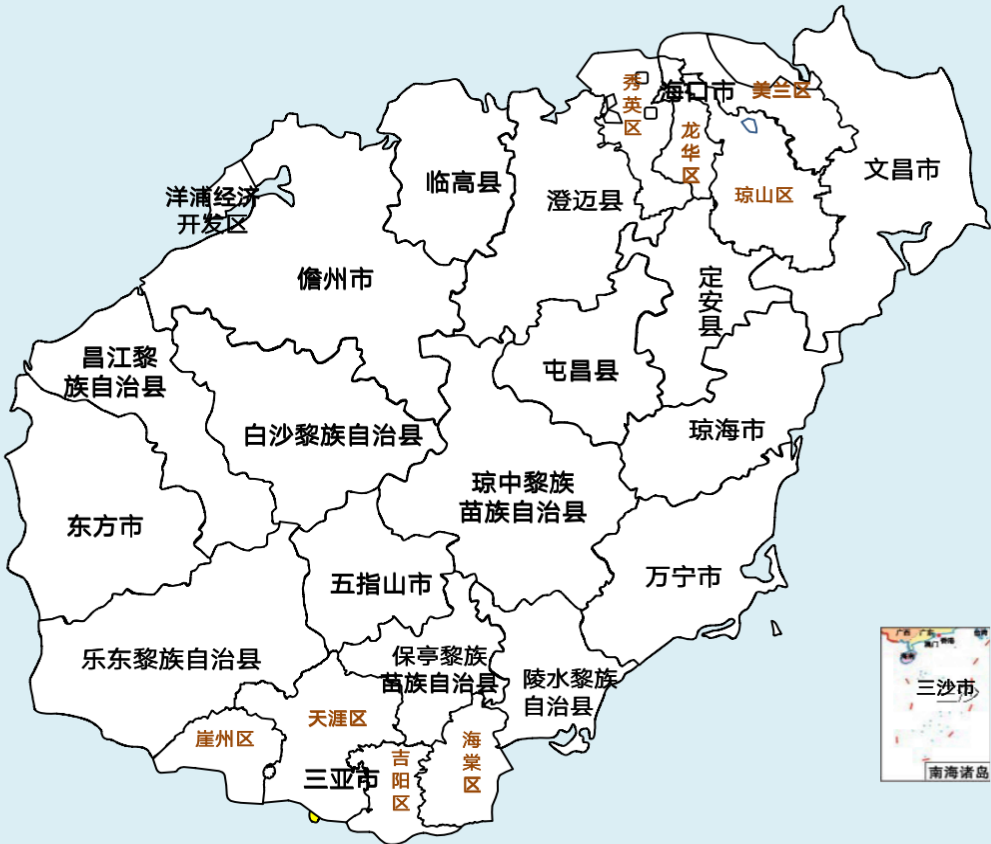 秀英区
海口市
美兰区
龙华区
琼山区
文昌市
临高县
澄迈县
洋浦经济
开发区
儋州市
定安县
昌江黎
族自治县
屯昌县
白沙黎族自治县
琼海市
琼中黎族
苗族自治县
东方市
五指山市
万宁市
乐东黎族自治县
保亭黎族
苗族自治县
陵水黎族
自治县
天涯区
崖州区
三亚市
吉阳区
海棠区
广西
广东
三沙市
南海诸岛